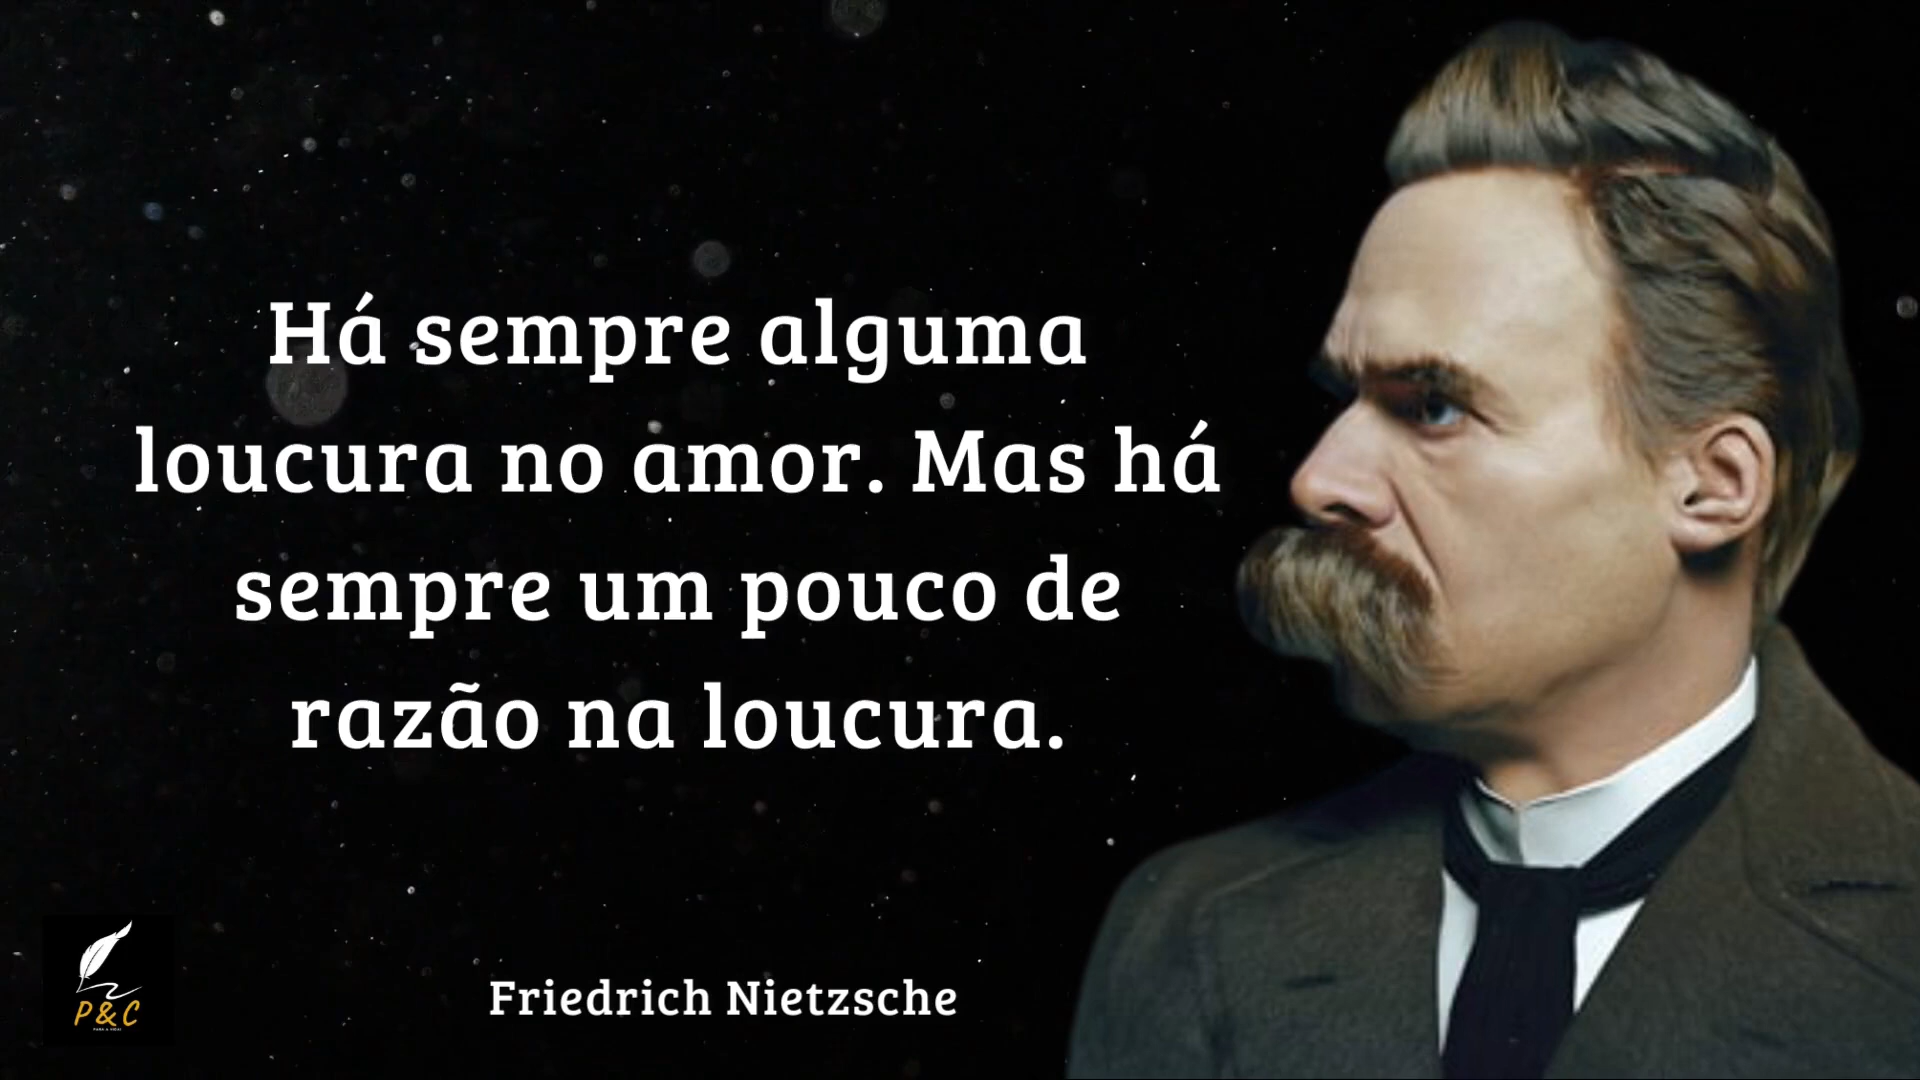 Há sempre alguma
loucura no amor. Mas há
sempre um pouco de
razão na loucura.
Friedrich Nietzsche
P & C